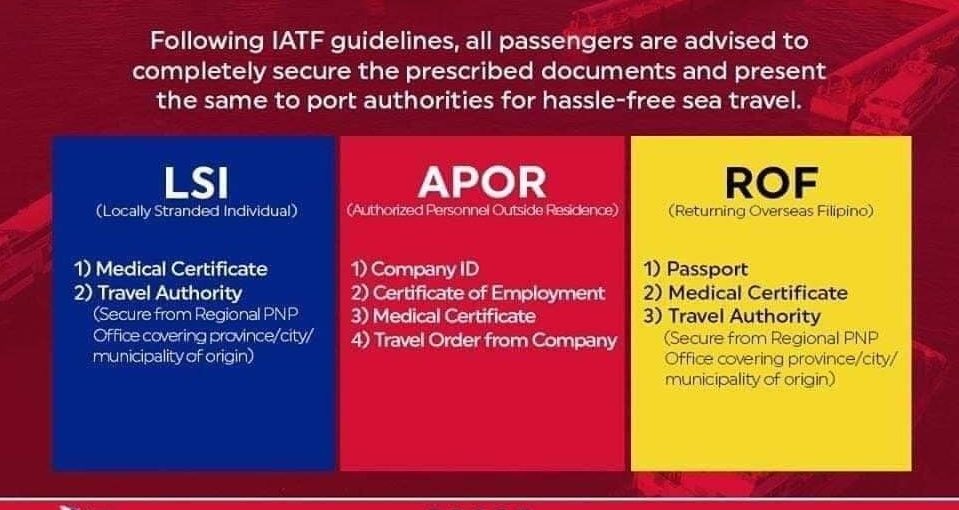 Following IATF guidelines, all passengers are advised to
completely secure the prescribed documents and present
the same to port authorities for hassle-free sea travel.
LSI
(Locally Stranded Individual)
1) Medical Certificate
2) Travel Authority
(Secure from Regional PNP
Office covering province/city/
municipality of origin)
APOR
(Authorized Personnel Outside Residence)
1) Company ID
2) Certificate of Employment
3) Medical Certificate
4) Travel Order from Company
ROF
(Returning Overseas Filipino)
1) Passport
2) Medical Certificate
3) Travel Authority
(Secure from Regional PNP
Office covering province/city/
municipality of origin)